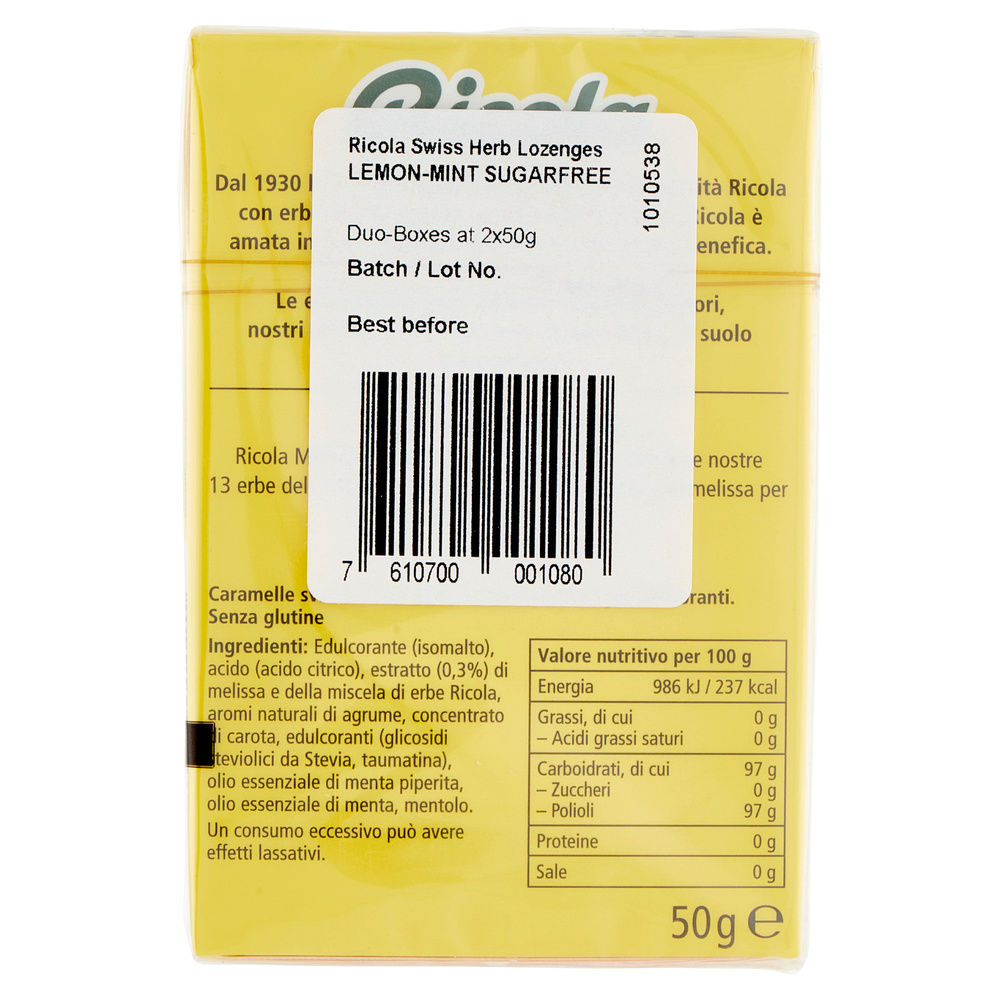 Ricola
Ricola Swiss Herb Lozenges
LEMON-MINT SUGARFREE
1010538
Duo-Boxes at 2x50g
Batch / Lot No.
Best before
7 610700 001080
Dal 1930 ità Ricola
con erb Ricola è
amata in enefica.
Le ori,
nostri suolo
Ricola M e nostre
13 erbe del melissa per
Caramelle ranti.
Senza glutine
Ingredienti: Edulcorante (isomalto),
acido (acido citrico), estratto (0,3%) di
melissa e della miscela di erbe Ricola,
aromi naturali di agrume, concentrato
di carota, edulcoranti (glicosidi
steviolici da Stevia, taumatina),
olio essenziale di menta piperita,
olio essenziale di menta, mentolo.
Un consumo eccessivo può avere
effetti lassativi.
Valore nutritivo per 100 g
Energia 986 kJ / 237 kcal
Grassi, di cui 0 g
– Acidi grassi saturi 0 g
Carboidrati, di cui 97 g
– Zuccheri 0 g
– Polioli 97 g
Proteine 0 g
Sale 0 g
50 g ℮